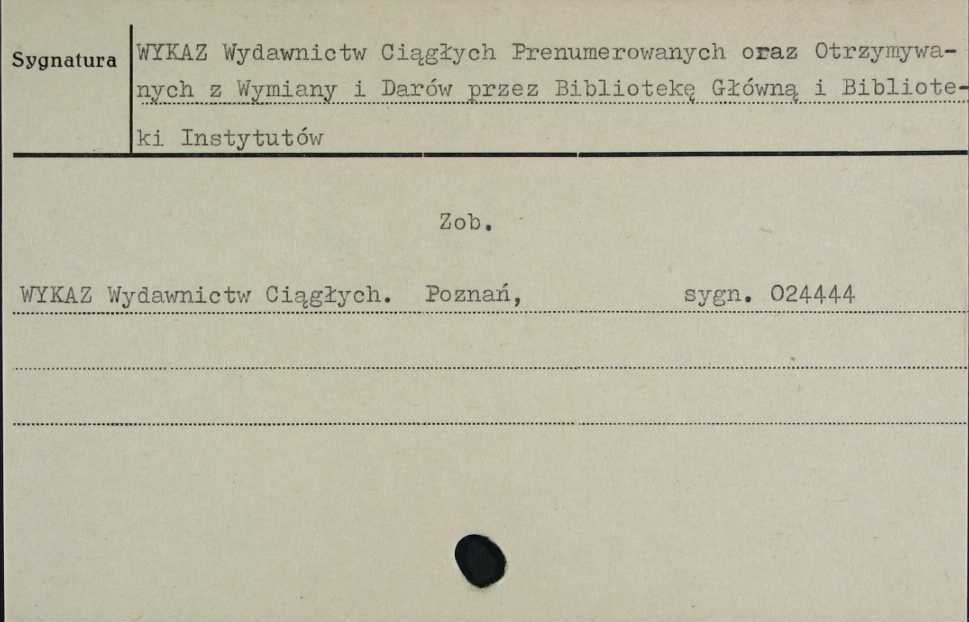 Sygnatura
WYKAZ Wydawnictw Ciągłych Prenumerowanych oraz Otrzymywa-
nych z Wymiany i Darów przez Bibliotekę Główną i Bibliote-
ki Instytutów
Zob.
WYKAZ Wydawnictw Ciągłych. Poznań, sygn. 024444